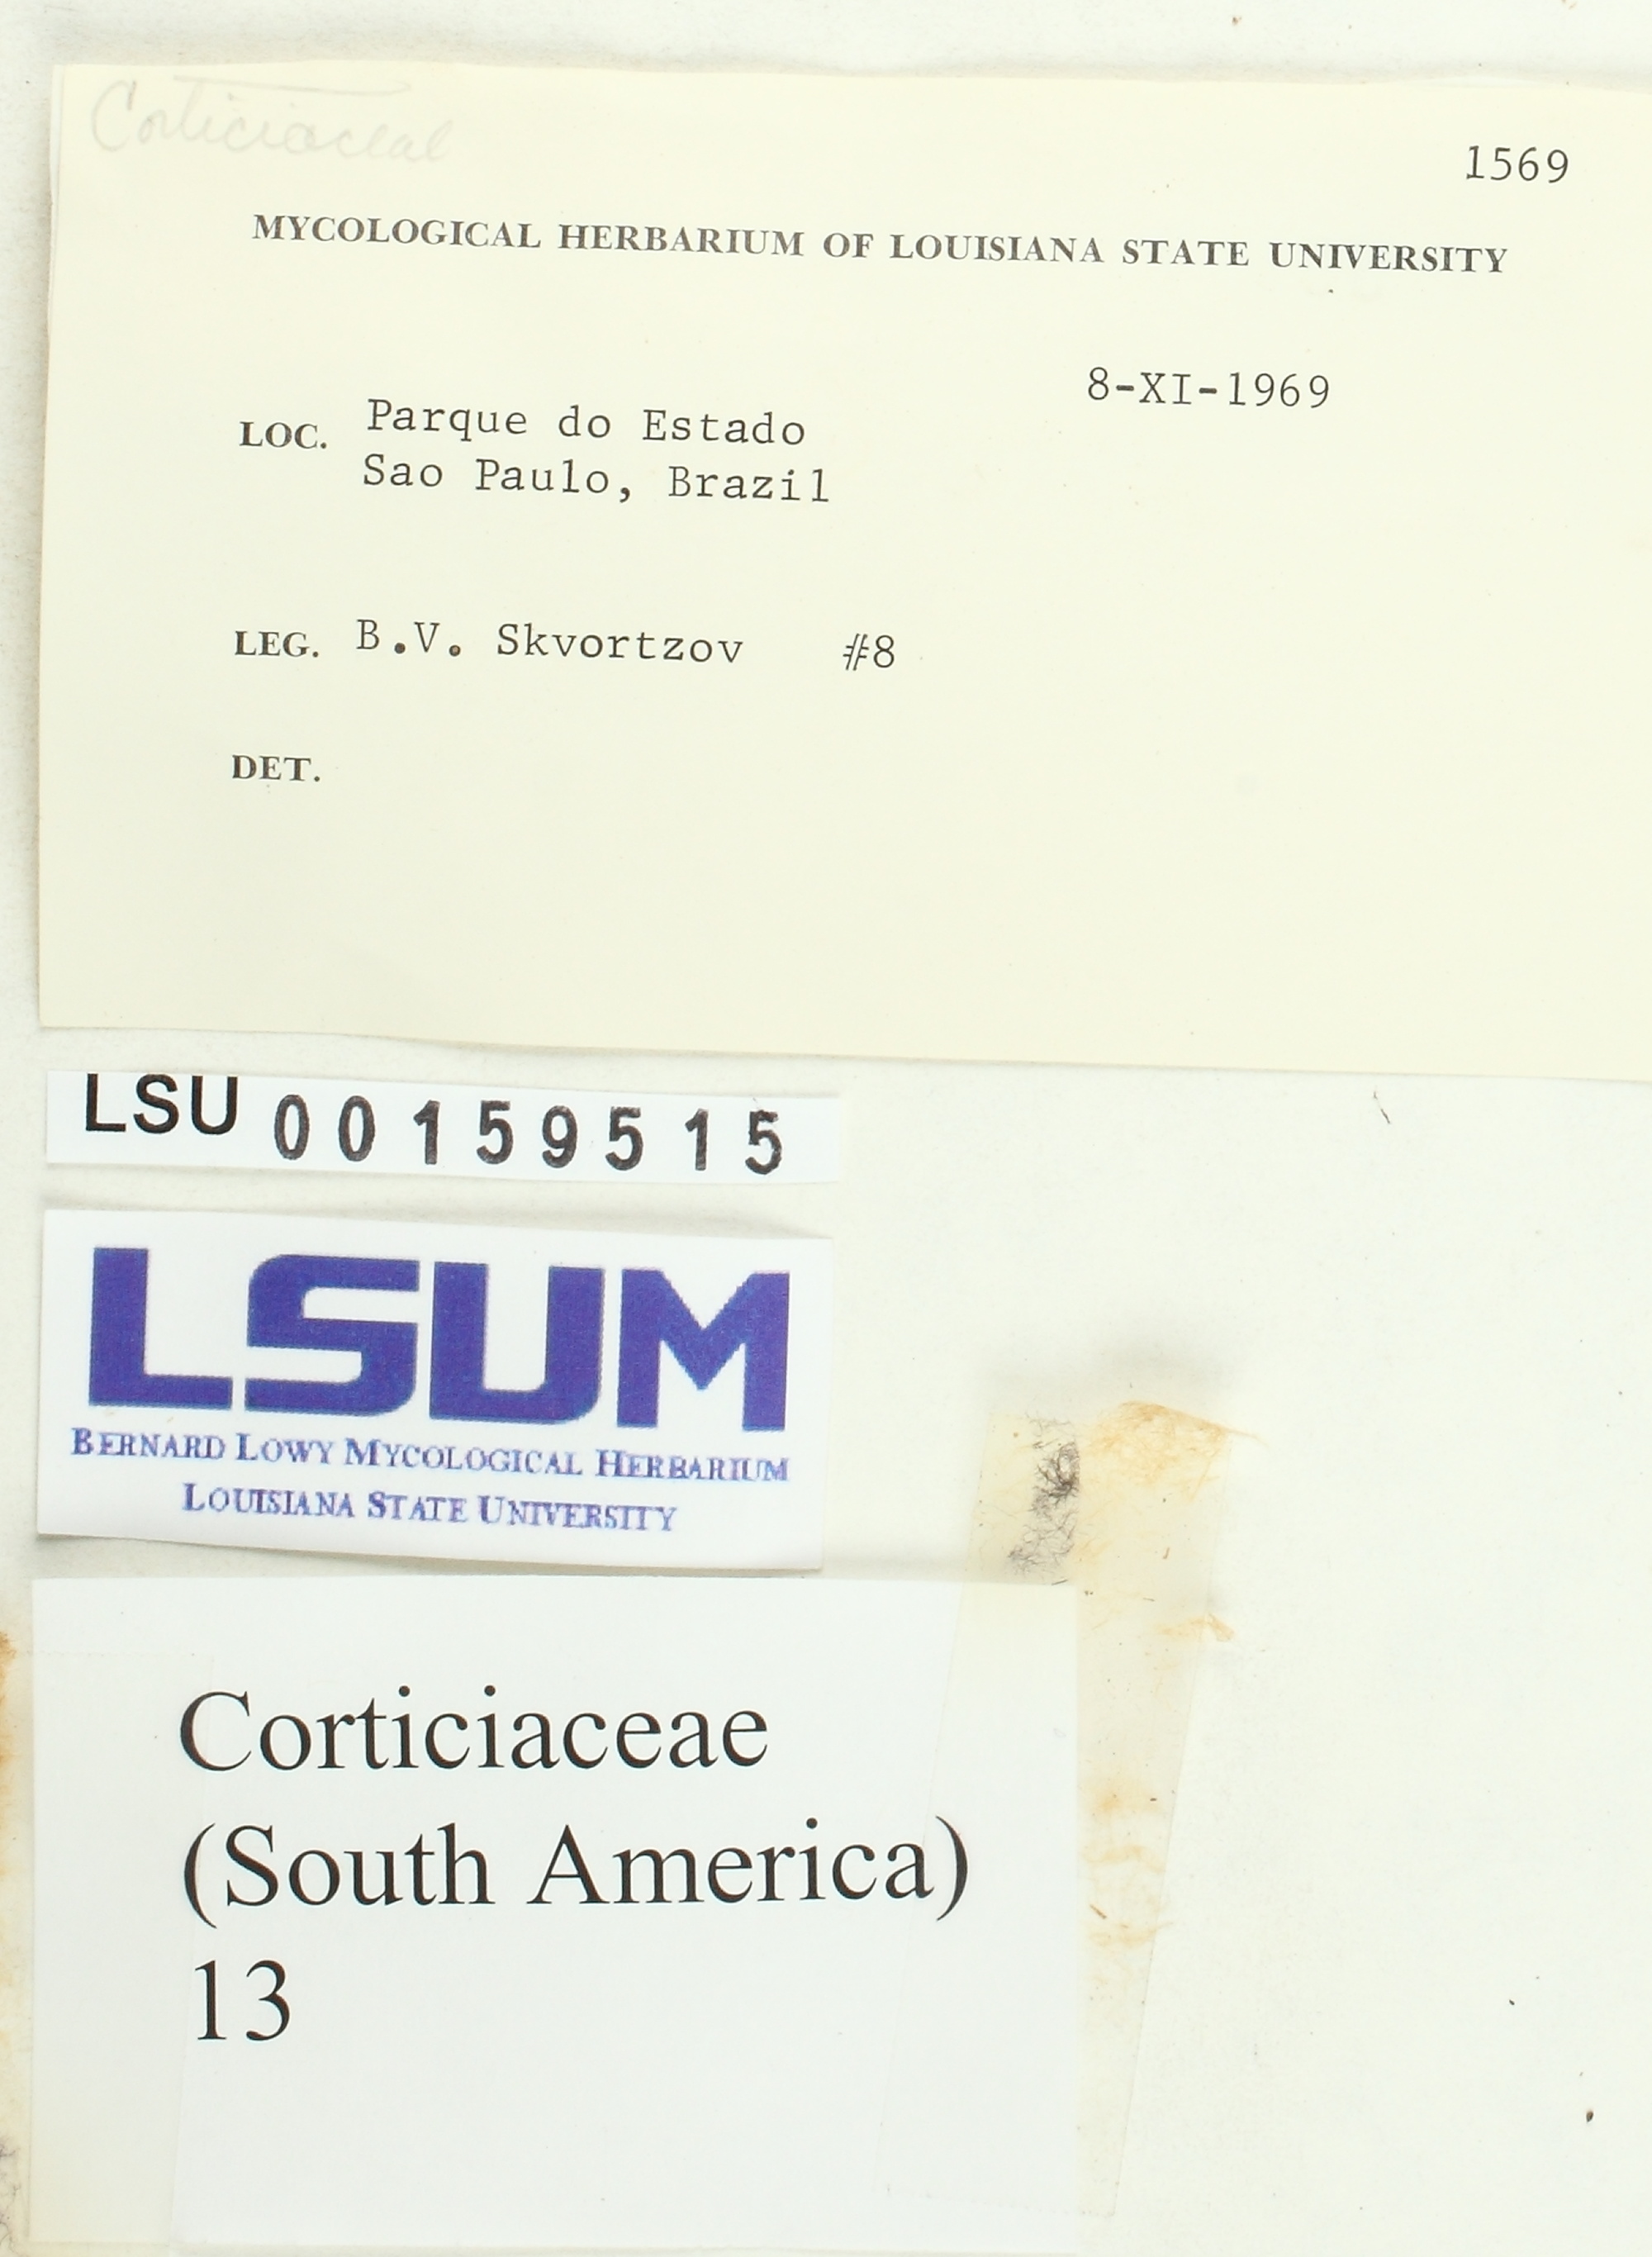 Corticiaceae
1569
MYCOLOGICAL HERBARIUM OF LOUISIANA STATE UNIVERSITY
8-XI-1969
LOC. Parque do Estado
Sao Paulo, Brazil
LEG. B.V. Skvortzov #8
DET.
LSU 00159515
LSUM
BERNARD LOWY MYCOLOGICAL HERBARIUM
LOUISIANA STATE UNIVERSITY
Corticiaceae
(South America)
13